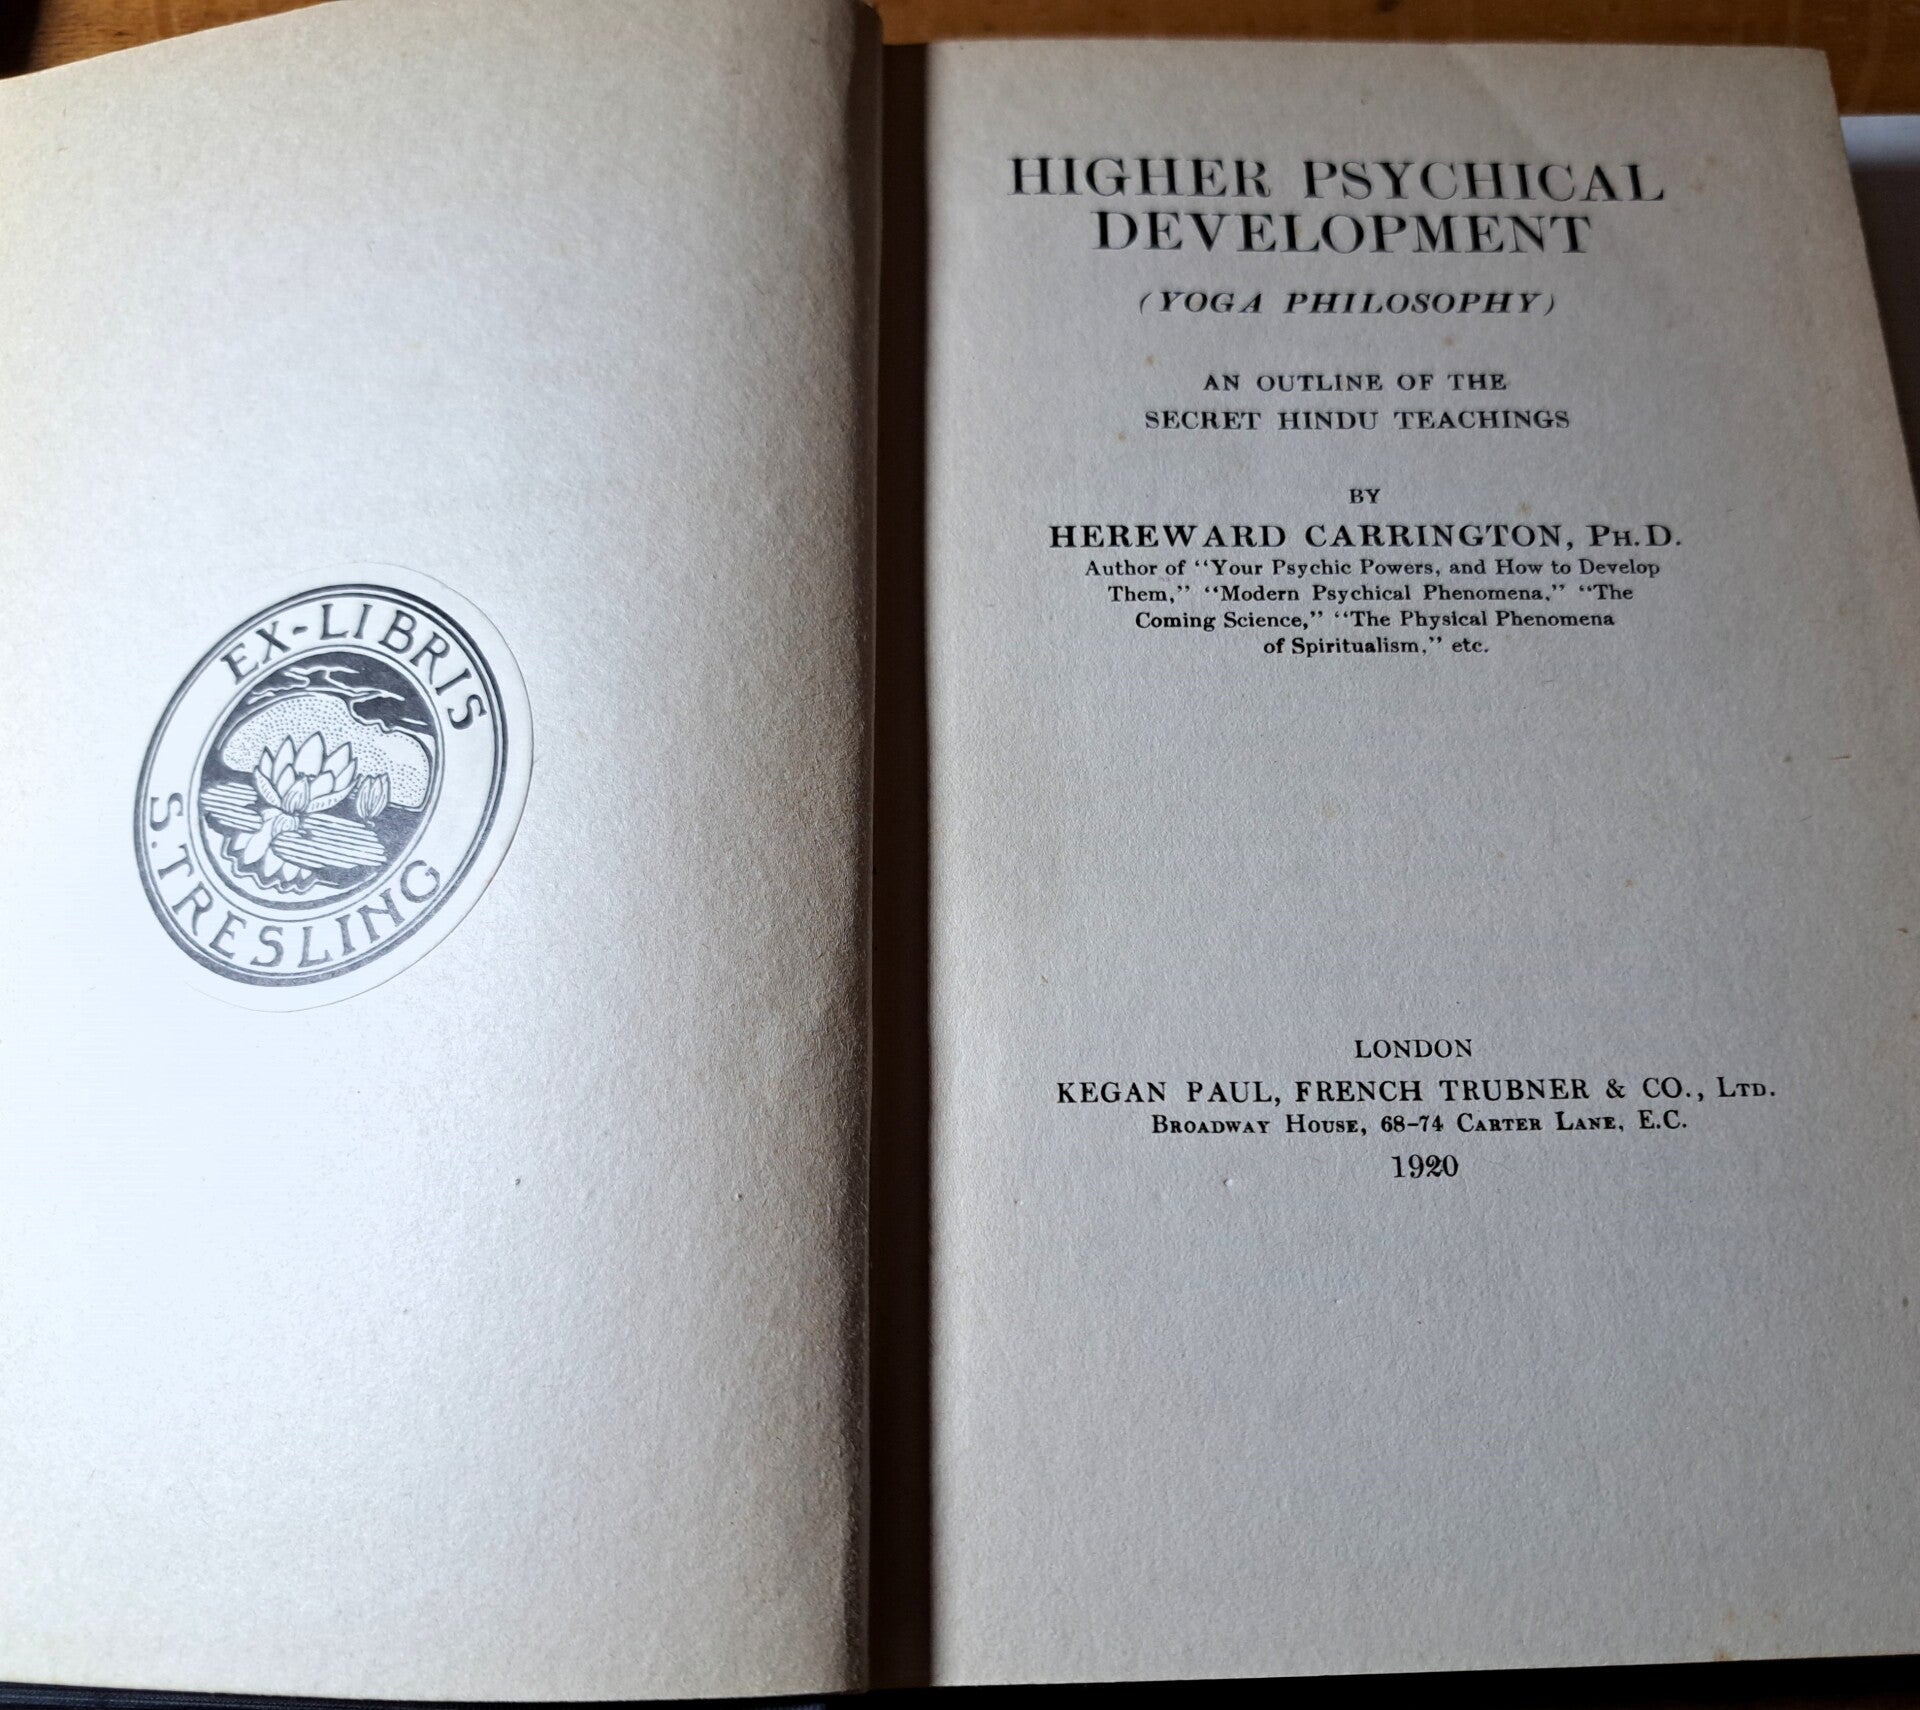 EX-LIBRIS
S. TRESLING
HIGHER PSYCHICAL
DEVELOPMENT
(YOGA PHILOSOPHY)
AN OUTLINE OF THE
SECRET HINDU TEACHINGS
BY
HEREWARD CARRINGTON, PH.D.
Author of "Your Psychic Powers, and How to Develop
Them," "Modern Psychical Phenomena," "The
Coming Science," "The Physical Phenomena
of Spiritualism," etc.
LONDON
KEGAN PAUL, FRENCH TRUBNER & CO., LTD.
BROADWAY HOUSE, 68-74 CARTER LANE, E.C.
1920